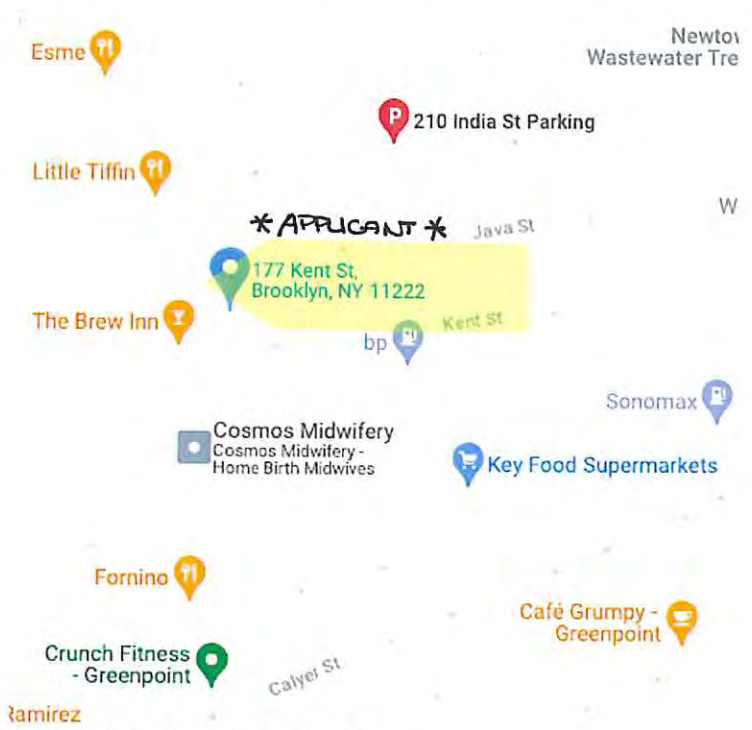 Newtow
Wastewater Tre
Esme
210 India St Parking
Little Tiffin
W
* APPLICANT *
Java St
177 Kent St,
Brooklyn, NY 11222
The Brew Inn
Kent St
bp
Sonomax
Cosmos Midwifery
Cosmos Midwifery -
Home Birth Midwives
Key Food Supermarkets
Fornino
Café Grumpy -
Greenpoint
Crunch Fitness
- Greenpoint
Calyer St
Ramirez